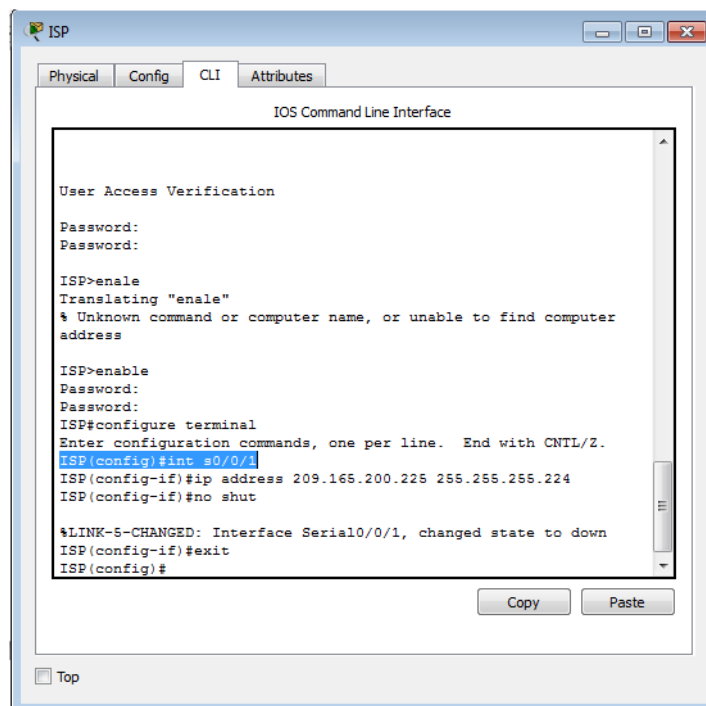 ISP
Physical
Config
CLI
Attributes
IOS Command Line Interface
User Access Verification
Password:
Password:
ISP>enale
Translating "enale"
% Unknown command or computer name, or unable to find computer
address
ISP>enable
Password:
Password:
ISP#configure terminal
Enter configuration commands, one per line.  End with CNTL/Z.
ISP(config)#int s0/0/1
ISP(config-if)#ip address 209.165.200.225 255.255.255.224
ISP(config-if)#no shut
%LINK-5-CHANGED: Interface Serial0/0/1, changed state to down
ISP(config-if)#exit
ISP(config)#
Copy
Paste
Top